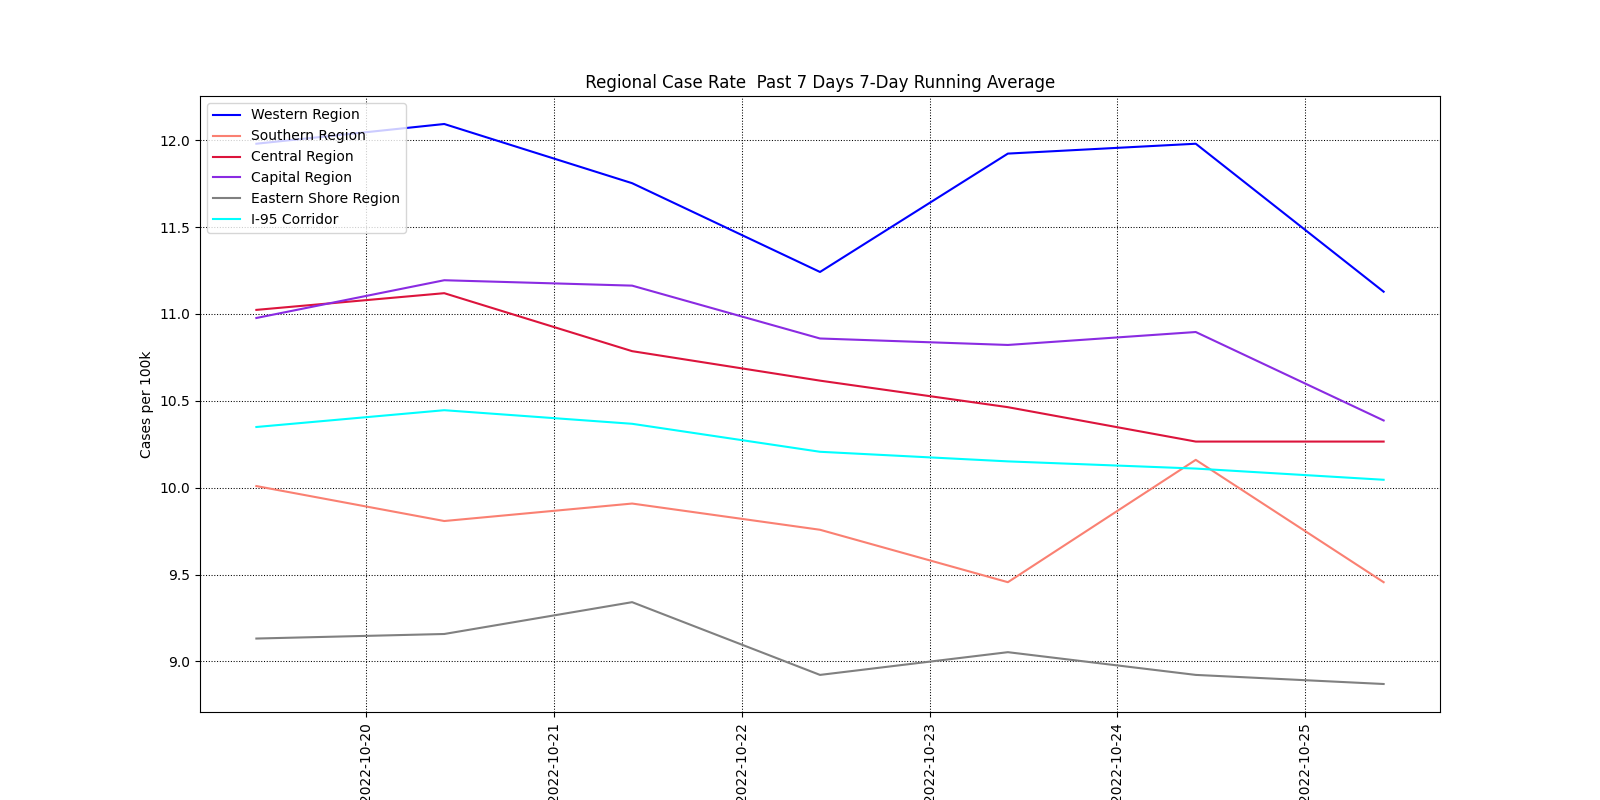 Regional Case Rate  Past 7 Days 7-Day Running Average
Western Region
Southern Region
Central Region
Capital Region
Eastern Shore Region
I-95 Corridor
12.0
11.5
11.0
10.5
10.0
9.5
9.0
Cases per 100k
2022-10-20
2022-10-21
2022-10-22
2022-10-23
2022-10-24
2022-10-25